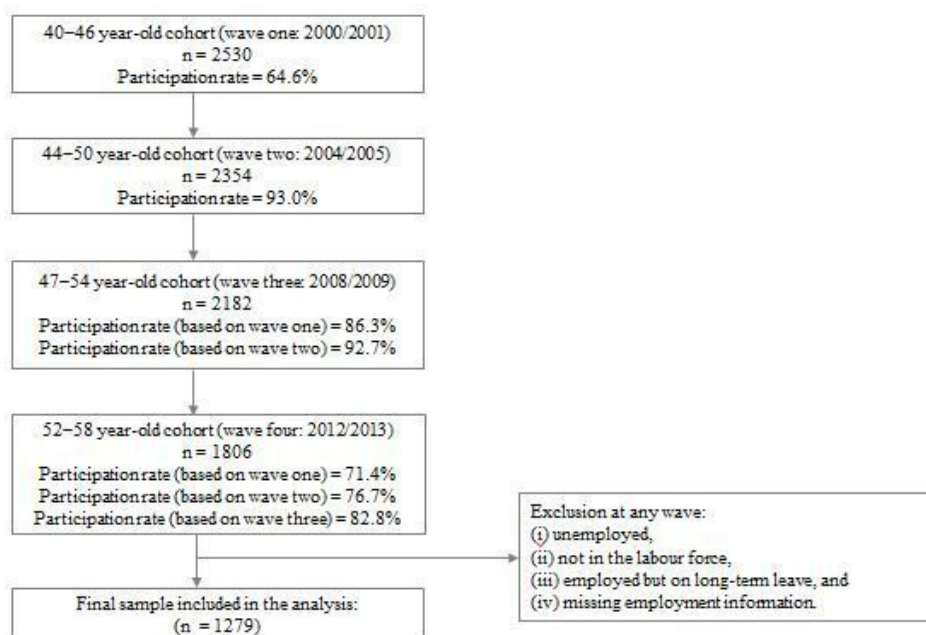 40–46 year-old cohort (wave one: 2000/2001)
n = 2530
Participation rate = 64.6%
44–50 year-old cohort (wave two: 2004/2005)
n = 2354
Participation rate = 93.0%
47–54 year-old cohort (wave three: 2008/2009)
n = 2182
Participation rate (based on wave one) = 86.3%
Participation rate (based on wave two) = 92.7%
52–58 year-old cohort (wave four: 2012/2013)
n = 1806
Participation rate (based on wave one) = 71.4%
Participation rate (based on wave two) = 76.7%
Participation rate (based on wave three) = 82.8%
Exclusion at any wave:
(i) unemployed,
(ii) not in the labour force,
(iii) employed but on long-term leave, and
(iv) missing employment information.
Final sample included in the analysis:
(n = 1279)